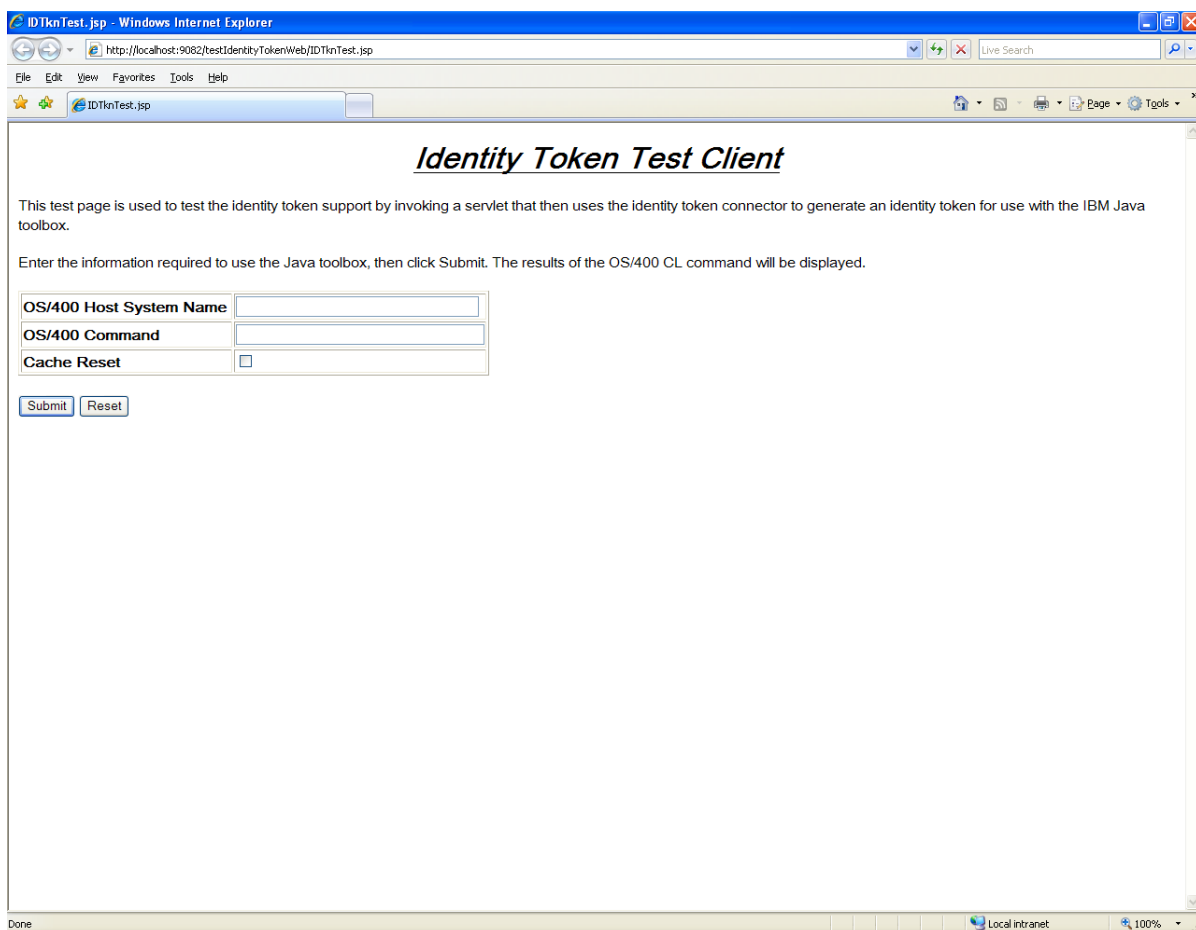 IDTknTest.jsp - Windows Internet Explorer
http://localhost:9082/testIdentityTokenWeb/IDTknTest.jsp
Live Search
File Edit View Favorites Tools Help
IDTknTest.jsp
Page Tools
Identity Token Test Client
This test page is used to test the identity token support by invoking a servlet that then uses the identity token connector to generate an identity token for use with the IBM Java
toolbox.
Enter the information required to use the Java toolbox, then click Submit. The results of the OS/400 CL command will be displayed.
OS/400 Host System Name
OS/400 Command
Cache Reset
Submit Reset
Done Local intranet 100%